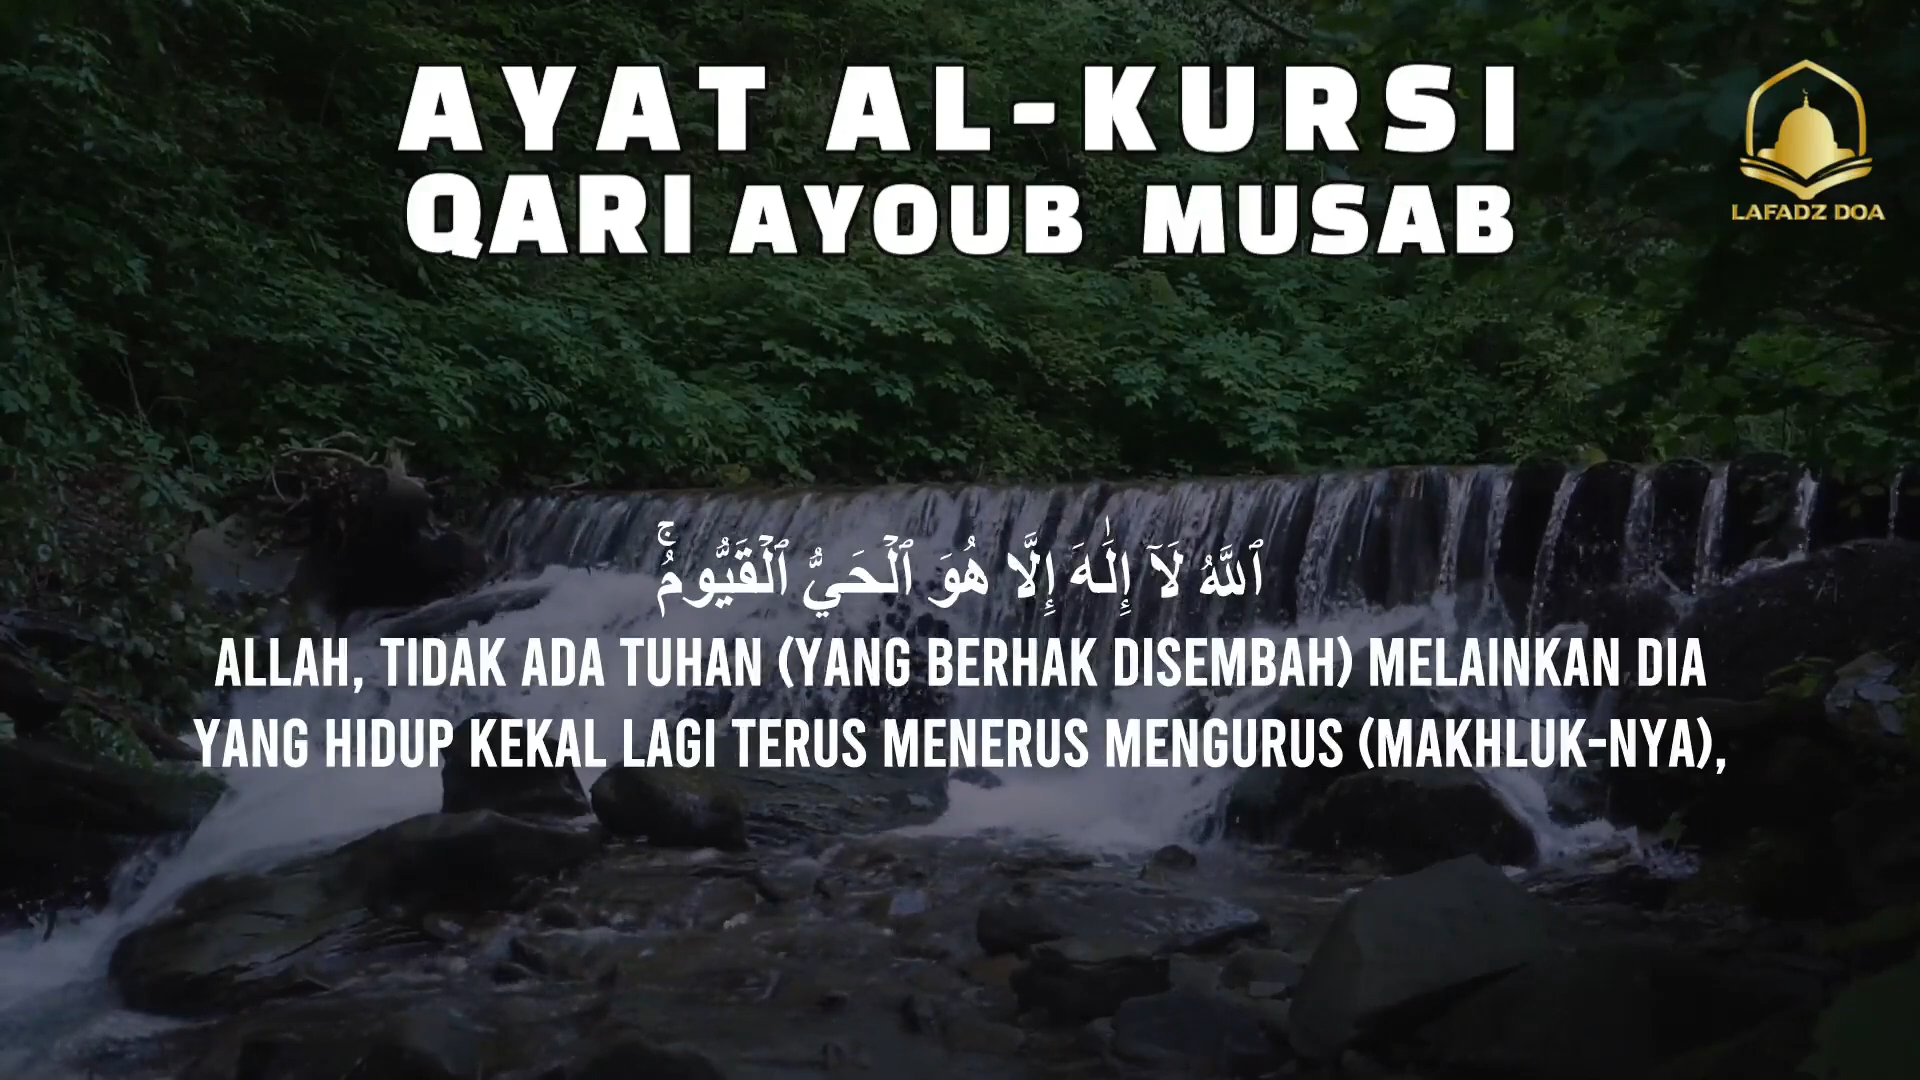 AYAT AL-KURSI
QARI AYOUB MUSAB
LAFADZ DOA
ٱللَّهُ لَآ إِلَٰهَ إِلَّا هُوَ ٱلْحَيُّ ٱلْقَيُّومُ ۚ
ALLAH, TIDAK ADA TUHAN (YANG BERHAK DISEMBAH) MELAINKAN DIA
YANG HIDUP KEKAL LAGI TERUS MENERUS MENGURUS (MAKHLUK-NYA),